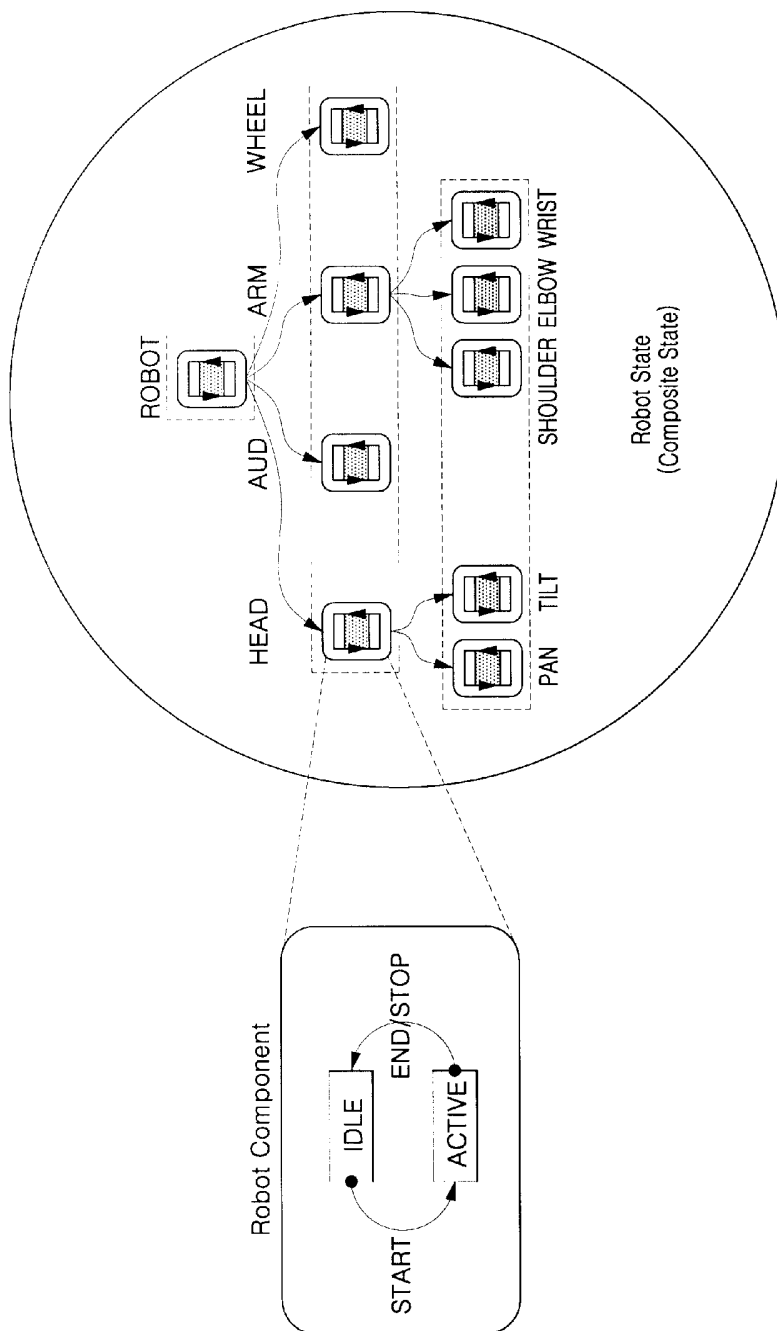 Robot Component
START
IDLE
ACTIVE
END/STOP
ROBOT
HEAD
AUD
ARM
WHEEL
PAN
TILT
SHOULDER
ELBOW
WRIST
Robot State
(Composite State)